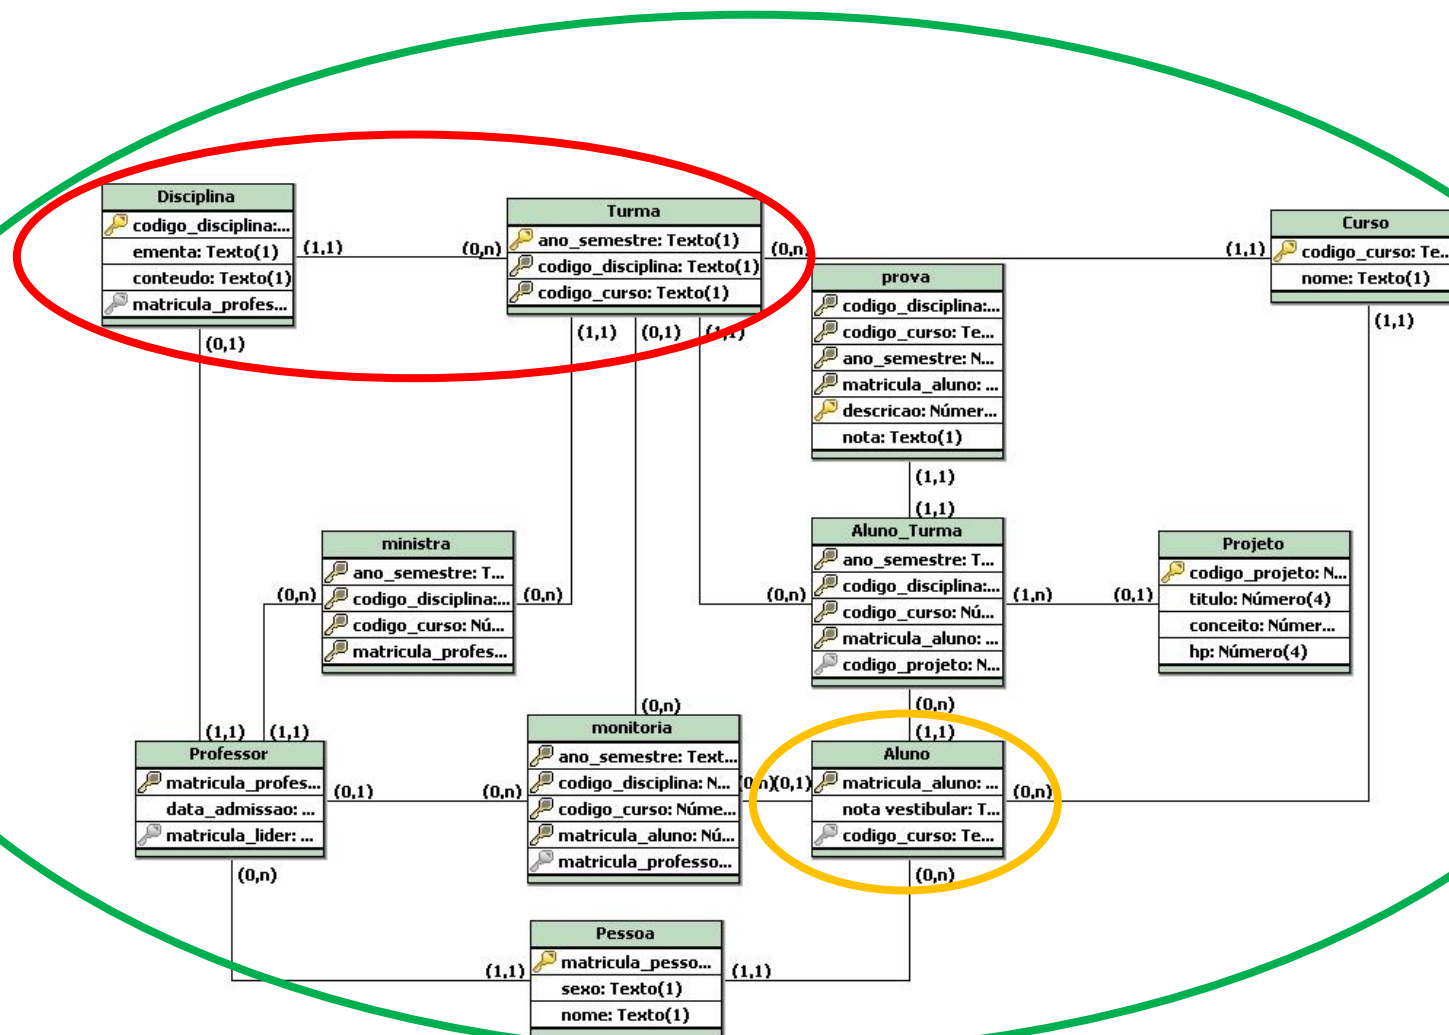 Disciplina
codigo_disciplina:...
ementa: Texto(1)
conteudo: Texto(1)
matricula_profes...
(1,1)
(0,n)
(0,1)
Turma
ano_semestre: Texto(1)
codigo_disciplina: Texto(1)
codigo_curso: Texto(1)
(0,n)
(1,1)
(1,1)
(0,1)
(1,1)
Curso
codigo_curso: Te...
nome: Texto(1)
(1,1)
prova
codigo_disciplina:...
codigo_curso: Te...
ano_semestre: N...
matricula_aluno: ...
descricao: Númer...
nota: Texto(1)
(1,1)
(1,1)
ministra
ano_semestre: T...
codigo_disciplina:...
codigo_curso: Nú...
matricula_profes...
(0,n)
(0,n)
Aluno_Turma
ano_semestre: T...
codigo_disciplina:...
codigo_curso: Nú...
matricula_aluno: ...
codigo_projeto: N...
(0,n)
(1,n)
(0,1)
(0,n)
(1,1)
Projeto
codigo_projeto: N...
titulo: Número(4)
conceito: Númer...
hp: Número(4)
(1,1)
(1,1)
Professor
matricula_profes...
data_admissao: ...
matricula_lider: ...
(0,1)
(0,n)
(0,n)
(0,n)
monitoria
ano_semestre: Text...
codigo_disciplina: N...
codigo_curso: Núme...
matricula_aluno: Nú...
matricula_professo...
(0,n)(0,1)
Aluno
matricula_aluno: ...
nota vestibular: T...
codigo_curso: Te...
(0,n)
(0,n)
Pessoa
matricula_pesso...
sexo: Texto(1)
nome: Texto(1)
(1,1)
(1,1)